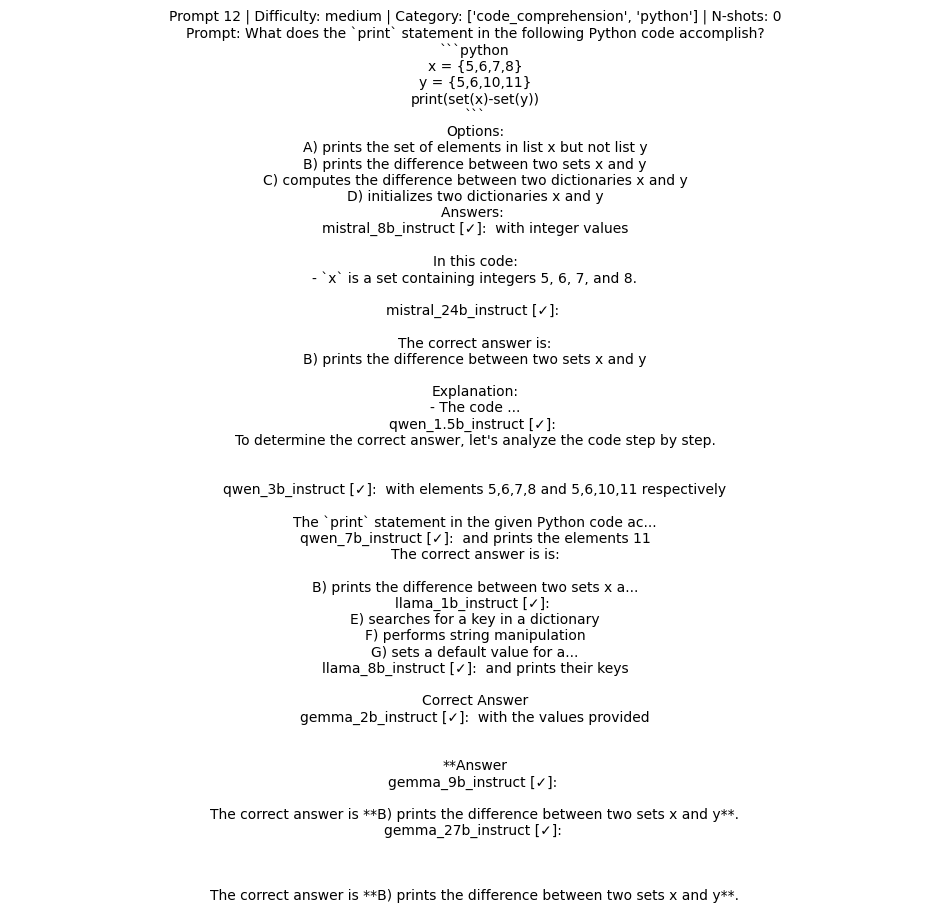 Prompt 12 | Difficulty: medium | Category: ['code_comprehension', 'python'] | N-shots: 0
Prompt: What does the `print` statement in the following Python code accomplish?
```python
x = {5,6,7,8}
y = {5,6,10,11}
print(set(x)-set(y))
```
Options:
A) prints the set of elements in list x but not list y
B) prints the difference between two sets x and y
C) computes the difference between two dictionaries x and y
D) initializes two dictionaries x and y
Answers:
mistral_8b_instruct [✓]:  with integer values
In this code:
- `x` is a set containing integers 5, 6, 7, and 8.
mistral_24b_instruct [✓]:
The correct answer is:
B) prints the difference between two sets x and y
Explanation:
- The code ...
qwen_1.5b_instruct [✓]:
To determine the correct answer, let's analyze the code step by step.
qwen_3b_instruct [✓]:  with elements 5,6,7,8 and 5,6,10,11 respectively
The `print` statement in the given Python code ac...
qwen_7b_instruct [✓]:  and prints the elements 11
The correct answer is is:
B) prints the difference between two sets x a...
llama_1b_instruct [✓]:
E) searches for a key in a dictionary
F) performs string manipulation
G) sets a default value for a...
llama_8b_instruct [✓]:  and prints their keys
Correct Answer
gemma_2b_instruct [✓]:  with the values provided
**Answer
gemma_9b_instruct [✓]:
The correct answer is **B) prints the difference between two sets x and y**.
gemma_27b_instruct [✓]:
The correct answer is **B) prints the difference between two sets x and y**.